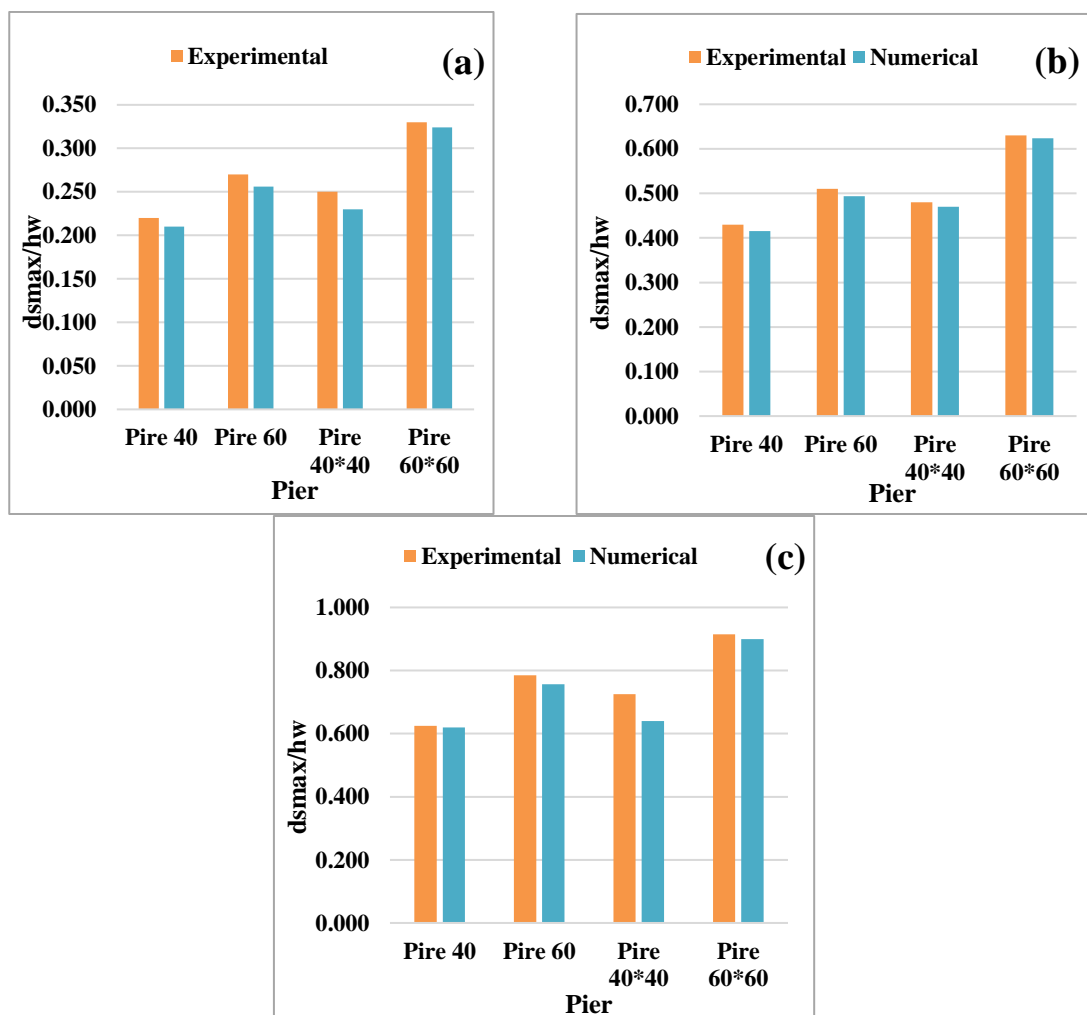 Experimental
(a)
0.350
0.300
0.250
0.200
0.150
0.100
0.050
0.000
dsmax/hw
Pire 40 Pire 60 Pire Pire
40*40 60*60
Pier
Experimental Numerical
(b)
0.700
0.600
0.500
0.400
0.300
0.200
0.100
0.000
dsmax/hw
Pire 40 Pire 60 Pire Pire
40*40 60*60
Pier
Experimental Numerical
(c)
1.000
0.800
0.600
0.400
0.200
0.000
dsmax/hw
Pire 40 Pire 60 Pire Pire
40*40 60*60
Pier